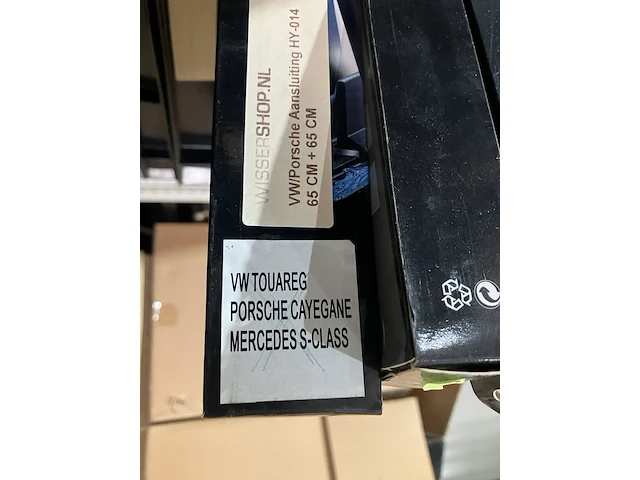 WISSERSHOP.NL
VW/Porsche Aansluiting HY-014
65 CM + 65 CM
VW TOUAREG
PORSCHE CAYEGANE
MERCEDES S-CLASS